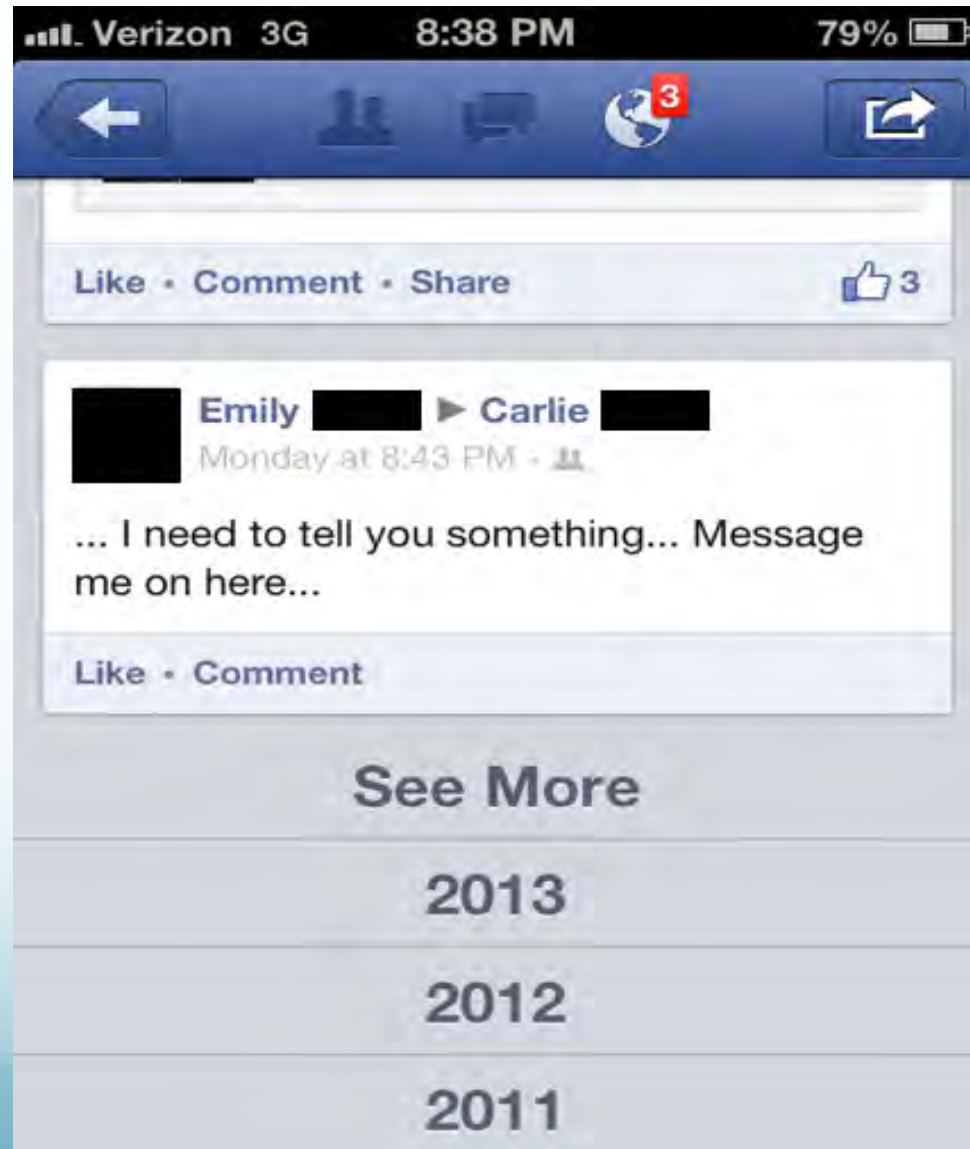 Verizon 3G 8:38 PM 79%
3
Like · Comment · Share 3
Emily ▶ Carlie
Monday at 8:43 PM ·
... I need to tell you something... Message
me on here...
Like · Comment
See More
2013
2012
2011